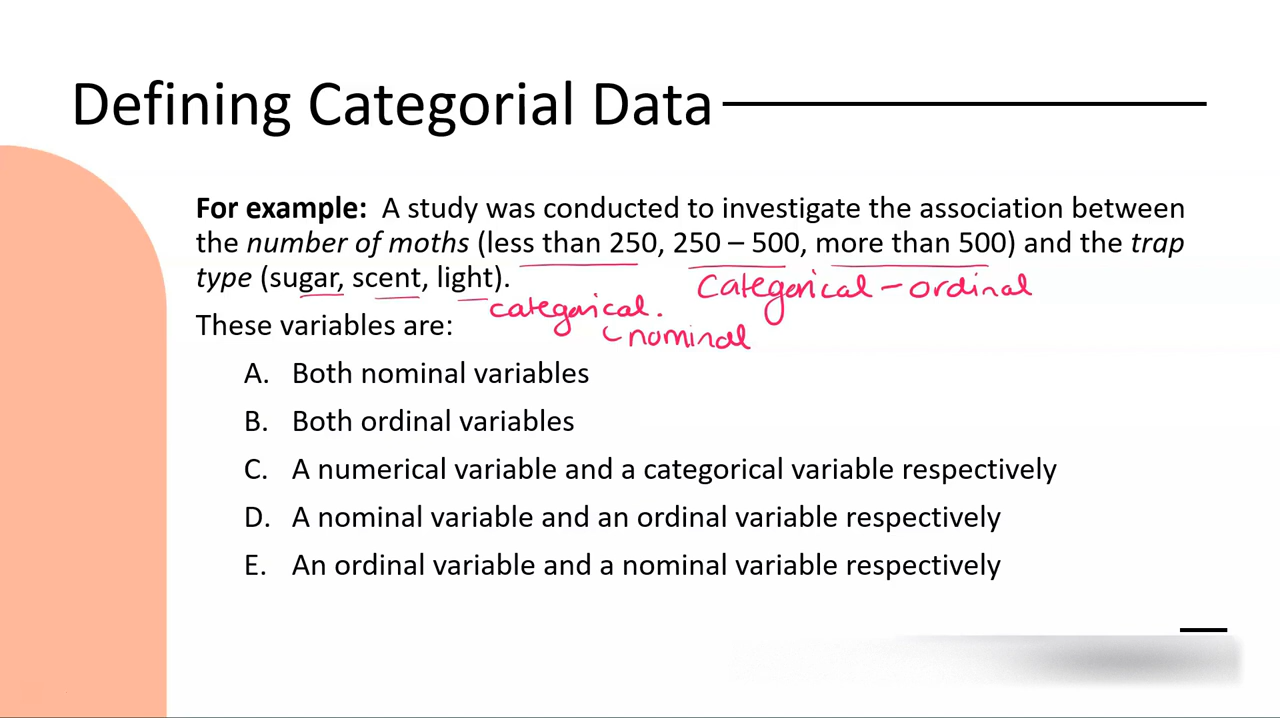 Defining Categorial Data
For example: A study was conducted to investigate the association between
the number of moths (less than 250, 250 – 500, more than 500) and the trap
type (sugar, scent, light).
Categorical - ordinal
categorical.
nominal
These variables are:
A. Both nominal variables
B. Both ordinal variables
C. A numerical variable and a categorical variable respectively
D. A nominal variable and an ordinal variable respectively
E. An ordinal variable and a nominal variable respectively